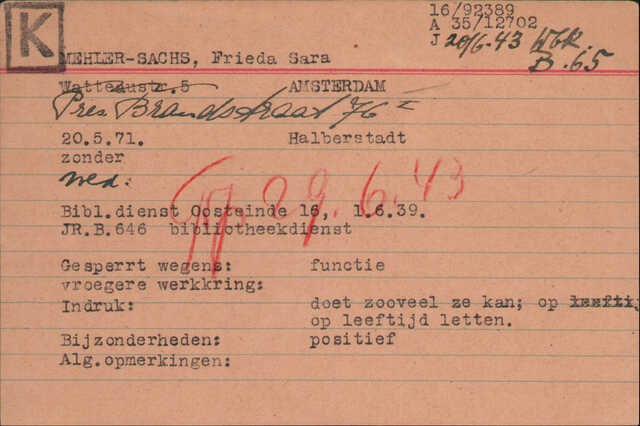 K
16/92389
A 35/12702
J 20/6.43 Wbk.
B.65
MEHLER-SACHS, Frieda Sara
Watteaustr.5 AMSTERDAM
Pres. Brandstraat 76 I
20.5.71. Halberstadt
zonder
Ned:
29.6.43
Bibl.dienst Oosteinde 16, 1.6.39.
JR.B.646 bibliotheekdienst
Gesperrt wegens: functie
vroegere werkkring:
Indruk: doet zooveel ze kan; op leeftij
op leeftijd letten.
Bijzonderheden: positief
Alg.opmerkingen: